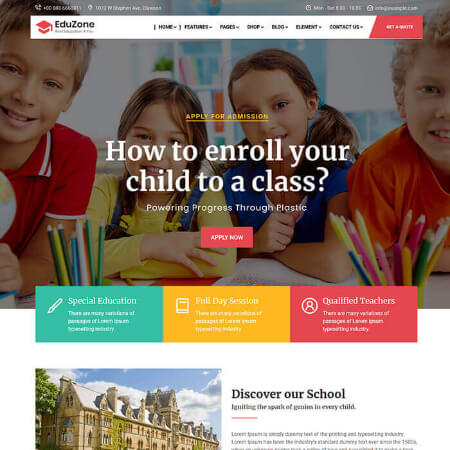 +00 080 6665811
1072 W Stephen Ave, Clawson
Mon - Sat 8.00 - 18.00
info@example.com
EduZone
Best Education 4 You
HOME
FEATURES
PAGES
SHOP
BLOG
ELEMENT
CONTACT US
GET A QUOTE
APPLY FOR ADMISSION
How to enroll your
child to a class?
Powering Progress Through Plastic
APPLY NOW
Special Education
There are many variations of
passages of Lorem Ipsum
typesetting industry
Full Day Session
There are many variations of
passages of Lorem Ipsum
typesetting industry.
Qualified Teachers
There are many variations of
passages of Lorem Ipsum
typesetting industry.
Discover our School
Igniting the spark of genius in every child.
Lorem Ipsum is simply dummy text of the printing and typesetting industry.
Lorem Ipsum has been the industry's standard dummy text ever since the 1500s,